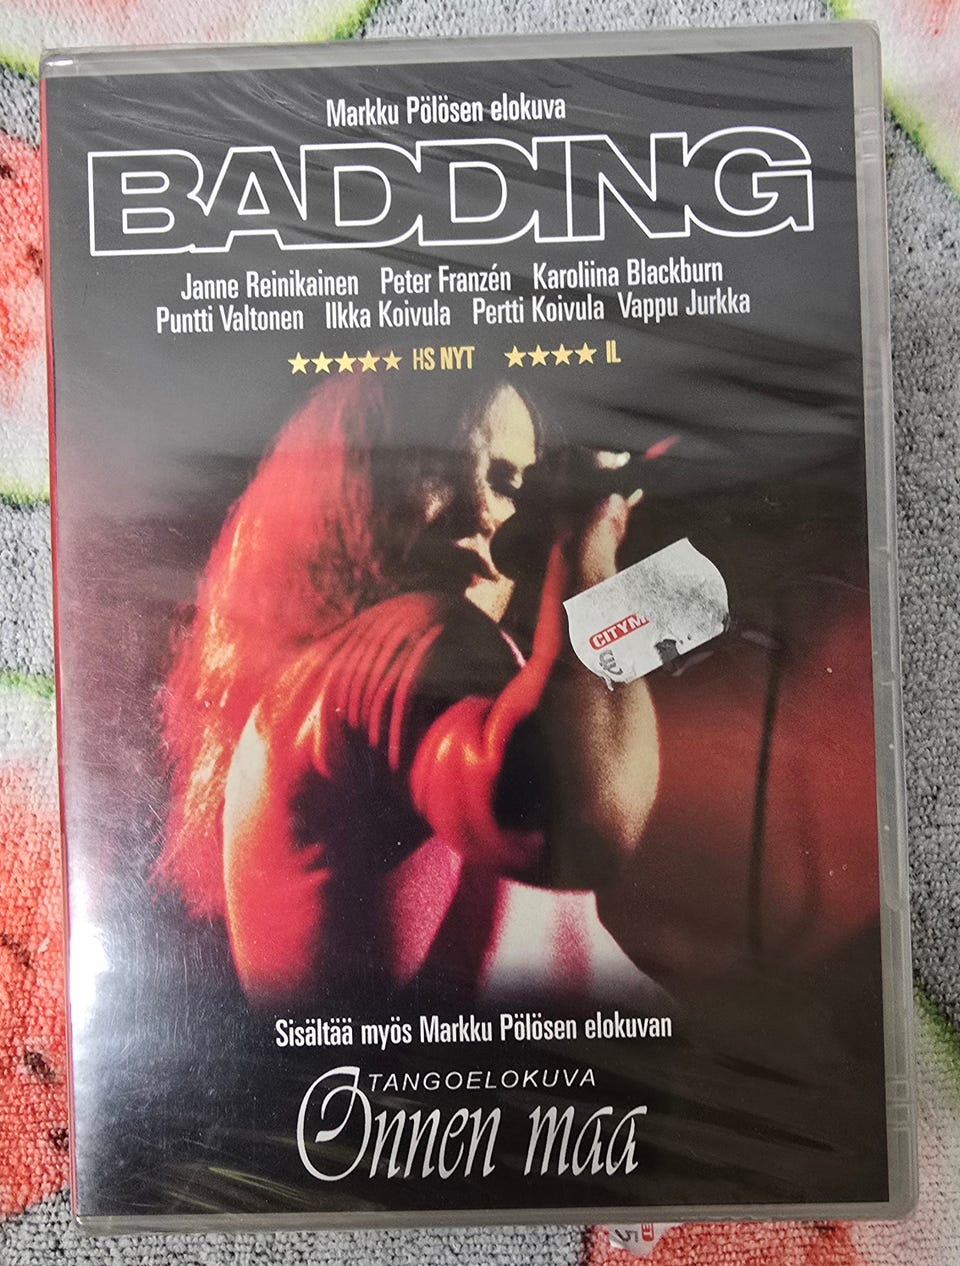 Markku Pölösen elokuva
BADDING
Janne Reinikainen Peter Franzén Karoliina Blackburn
Puntti Valtonen Ilkka Koivula Pertti Koivula Vappu Jurkka
★★★★★ HS NYT ★★★★ IL
CITYM
Sisältää myös Markku Pölösen elokuvan
TANGOELOKUVA
Onnen maa